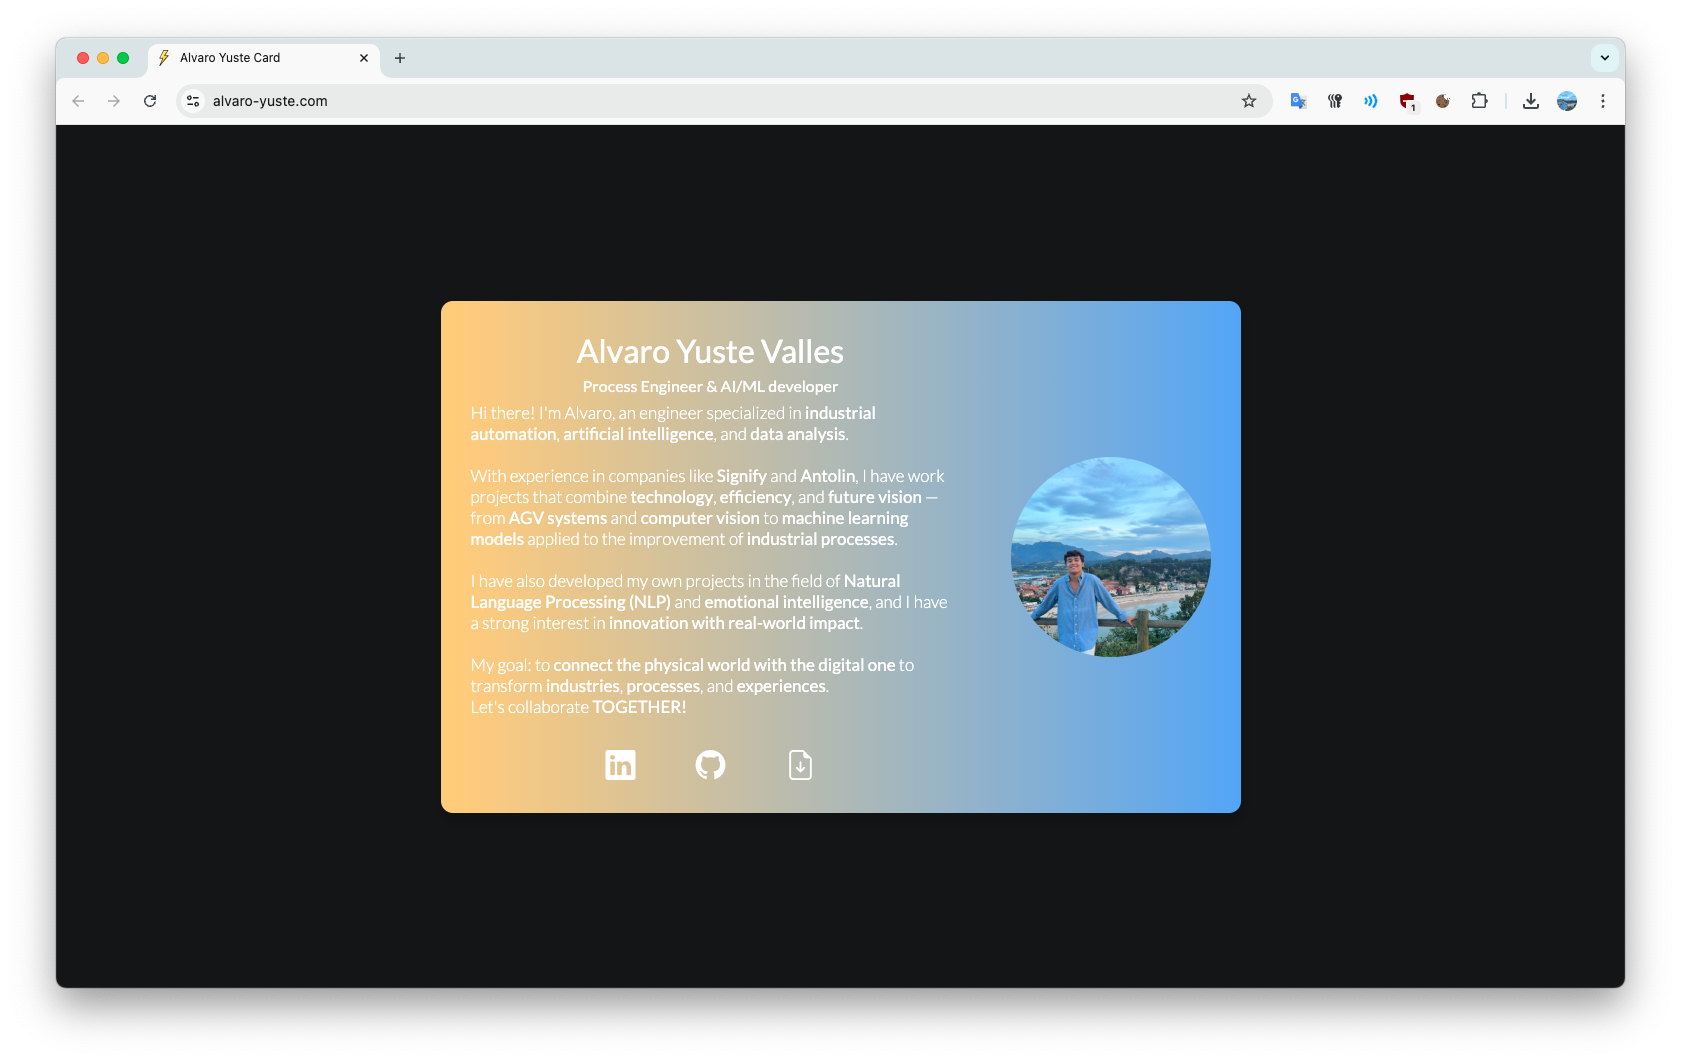 Alvaro Yuste Card
alvaro-yuste.com
1
Alvaro Yuste Valles
Process Engineer & AI/ML developer
Hi there! I'm Alvaro, an engineer specialized in industrial
automation, artificial intelligence, and data analysis.
With experience in companies like Signify and Antolin, I have work
projects that combine technology, efficiency, and future vision —
from AGV systems and computer vision to machine learning
models applied to the improvement of industrial processes.
I have also developed my own projects in the field of Natural
Language Processing (NLP) and emotional intelligence, and I have
a strong interest in innovation with real-world impact.
My goal: to connect the physical world with the digital one to
transform industries, processes, and experiences.
Let's collaborate TOGETHER!
in